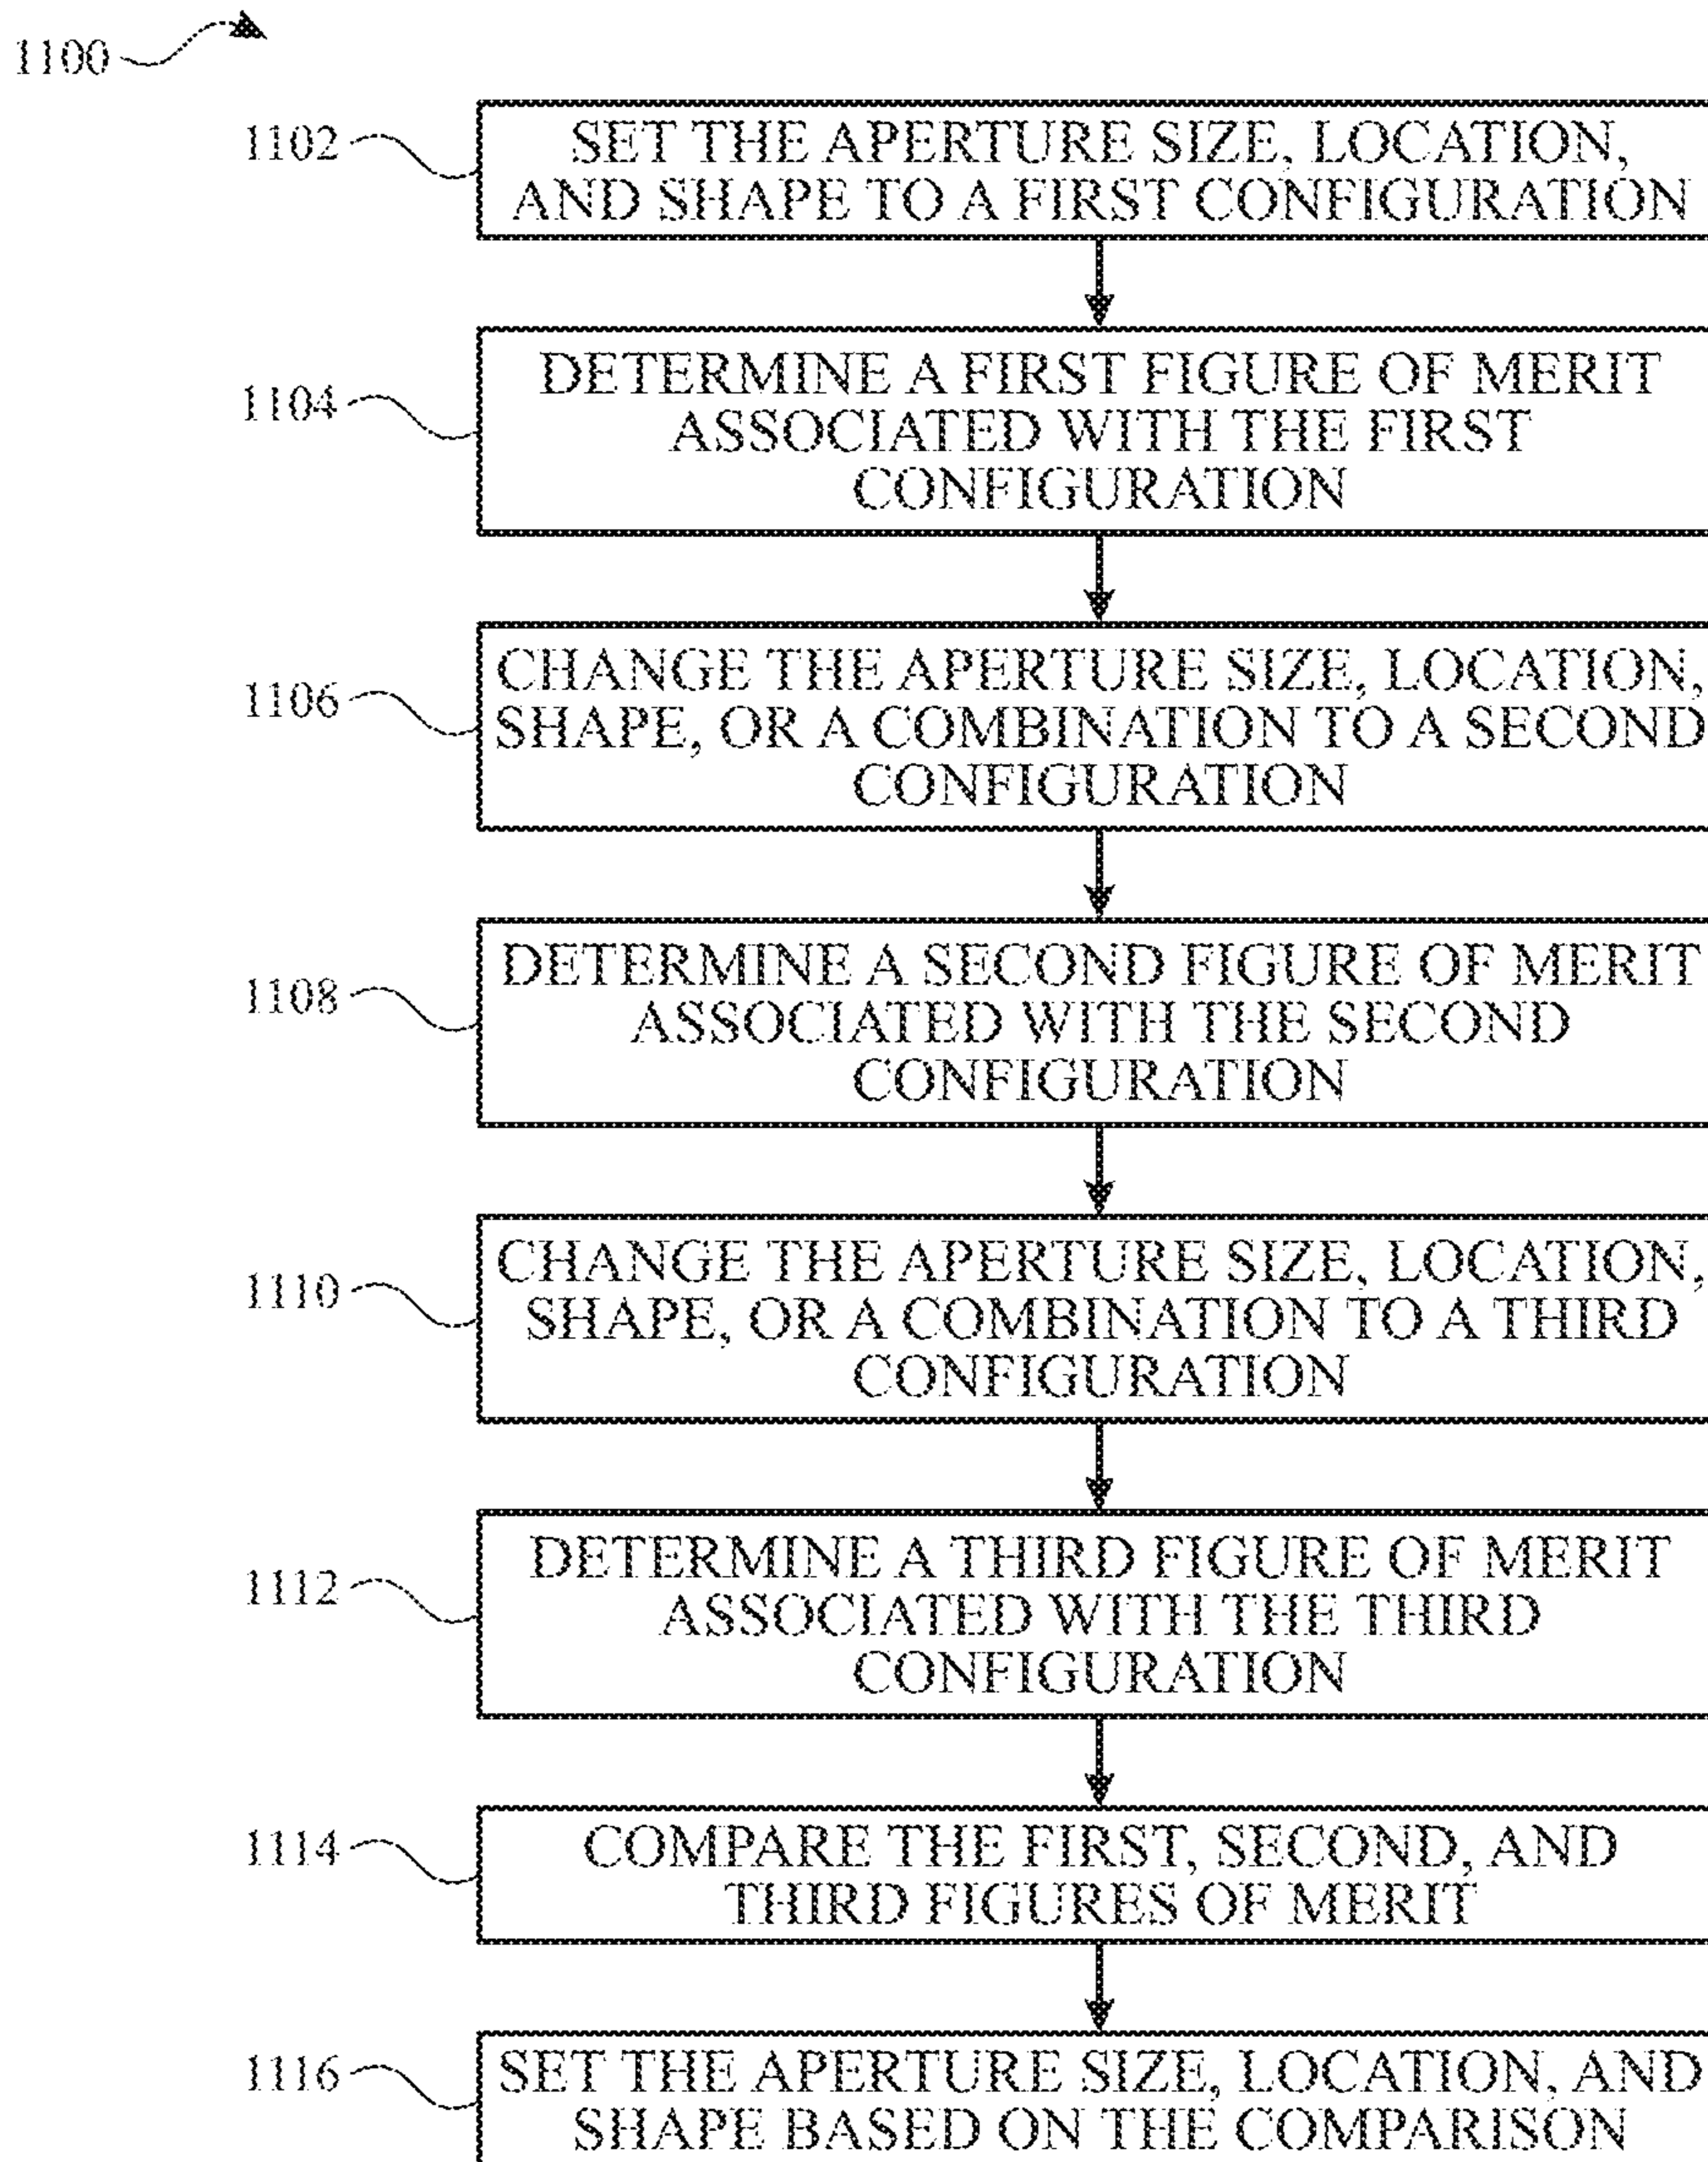 1100
1102
SET THE APERTURE SIZE, LOCATION,
AND SHAPE TO A FIRST CONFIGURATION
1104
DETERMINE A FIRST FIGURE OF MERIT
ASSOCIATED WITH THE FIRST
CONFIGURATION
1106
CHANGE THE APERTURE SIZE, LOCATION,
SHAPE, OR A COMBINATION TO A SECOND
CONFIGURATION
1108
DETERMINE A SECOND FIGURE OF MERIT
ASSOCIATED WITH THE SECOND
CONFIGURATION
1110
CHANGE THE APERTURE SIZE, LOCATION,
SHAPE, OR A COMBINATION TO A THIRD
CONFIGURATION
1112
DETERMINE A THIRD FIGURE OF MERIT
ASSOCIATED WITH THE THIRD
CONFIGURATION
1114
COMPARE THE FIRST, SECOND, AND
THIRD FIGURES OF MERIT
1116
SET THE APERTURE SIZE, LOCATION, AND
SHAPE BASED ON THE COMPARISON